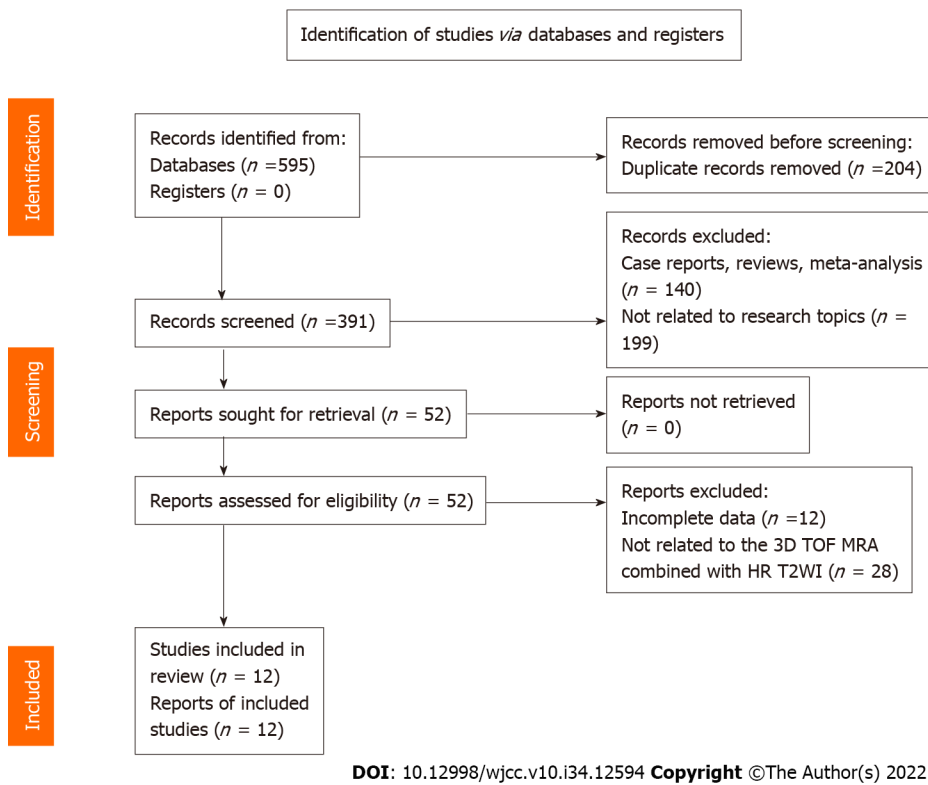 Identification of studies via databases and registers
Identification
Records identified from:
Databases (n =595)
Registers (n = 0)
Records removed before screening:
Duplicate records removed (n =204)
Screening
Records screened (n =391)
Records excluded:
Case reports, reviews, meta-analysis
(n = 140)
Not related to research topics (n =
199)
Reports sought for retrieval (n = 52)
Reports not retrieved
(n = 0)
Reports assessed for eligibility (n = 52)
Reports excluded:
Incomplete data (n =12)
Not related to the 3D TOF MRA
combined with HR T2WI (n = 28)
Included
Studies included in
review (n = 12)
Reports of included
studies (n = 12)
DOI: 10.12998/wjcc.v10.i34.12594 Copyright ©The Author(s) 2022